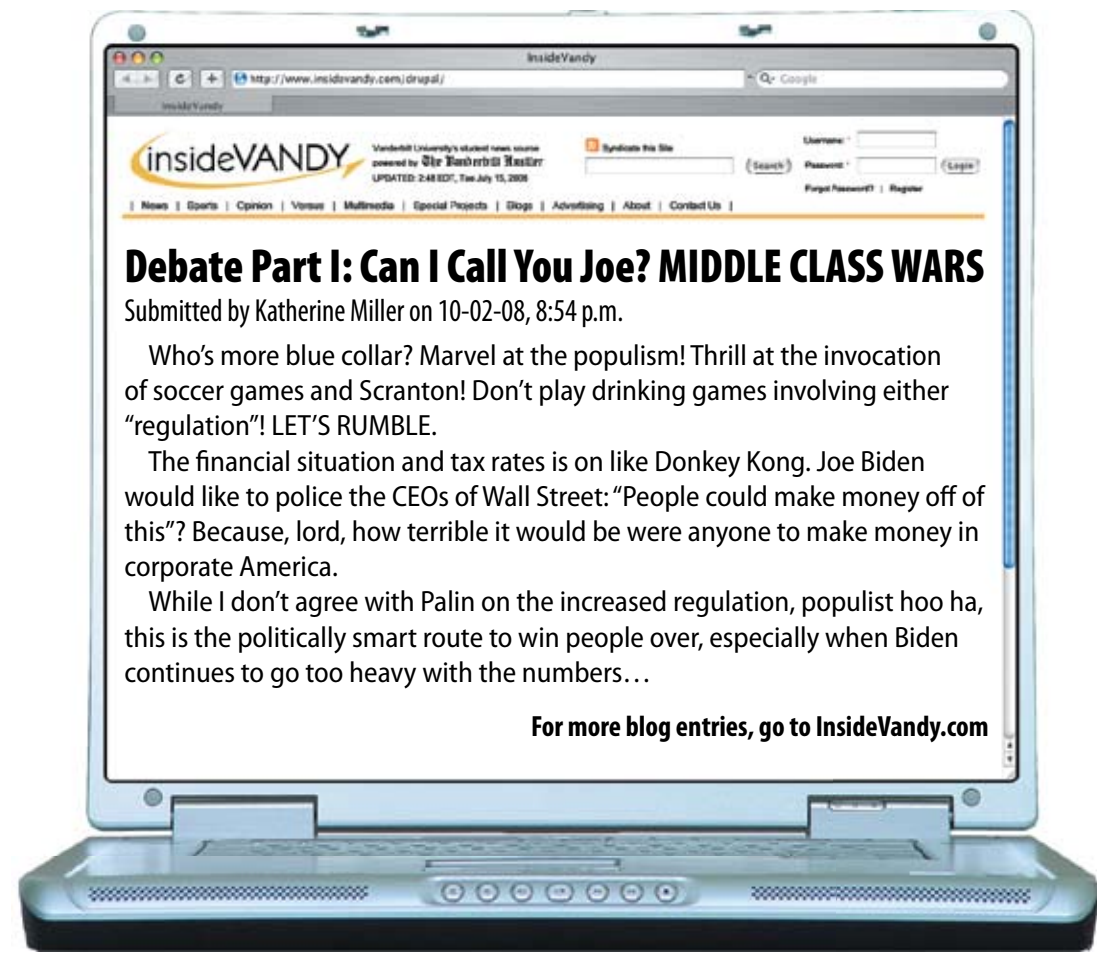 InsideVandy
http://www.insidevandy.com/drupal/
Google
InsideVandy
insideVANDY
Vanderbilt University's student news source
powered by The Vanderbilt Hustler
UPDATED: 2:48 EDT, Tue July 15, 2008
Syndicate this Site
Search
Username: *
Password: *
Login
Forgot Password? | Register
| News | Sports | Opinion | Versus | Multimedia | Special Projects | Blogs | Advertising | About | Contact Us |
Debate Part I: Can I Call You Joe? MIDDLE CLASS WARS
Submitted by Katherine Miller on 10-02-08, 8:54 p.m.
Who's more blue collar? Marvel at the populism! Thrill at the invocation
of soccer games and Scranton! Don't play drinking games involving either
“regulation”! LET'S RUMBLE.
The financial situation and tax rates is on like Donkey Kong. Joe Biden
would like to police the CEOs of Wall Street: “People could make money off of
this”? Because, lord, how terrible it would be were anyone to make money in
corporate America.
While I don't agree with Palin on the increased regulation, populist hoo ha,
this is the politically smart route to win people over, especially when Biden
continues to go too heavy with the numbers…
For more blog entries, go to InsideVandy.com